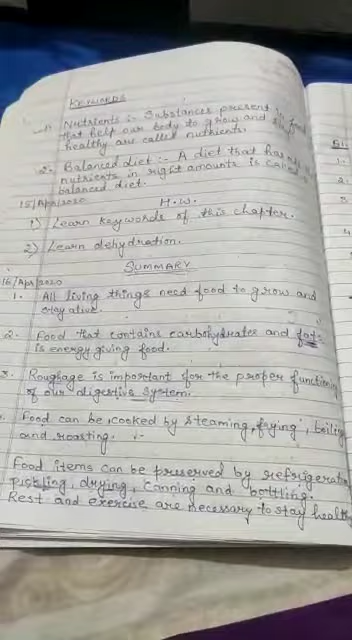 KEYWORDS
1. Nutrients :- Substances present in food
that help our body to grow and stay
healthy are called nutrients.
2. Balanced diet :- A diet that has all
nutrients in right amounts is called
balanced diet.
15/Apr/2020 H.W.
1) Learn keywords of this chapter.
2) Learn dehydration.
SUMMARY
16/Apr/2020
1. All living things need food to grow and
stay alive.
2. Food that contains carbohydrates and fats
is energy giving food.
3. Roughage is important for the proper function
of our digestive system.
Food can be cooked by steaming, frying, boiling
and roasting.
Food items can be preserved by refrigerat
pickling, drying, canning and bottling.
Rest and exercise are necessary to stay health